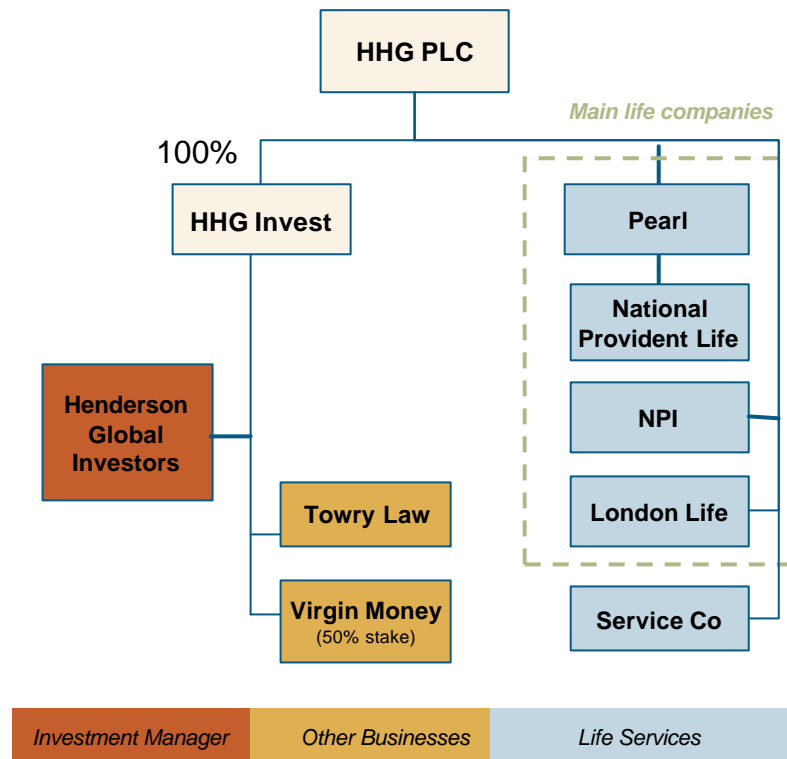 HHG PLC
Main life companies
100%
HHG Invest
Pearl
National
Provident Life
Henderson
Global
Investors
NPI
Towry Law
London Life
Virgin Money
(50% stake)
Service Co
Investment Manager
Other Businesses
Life Services